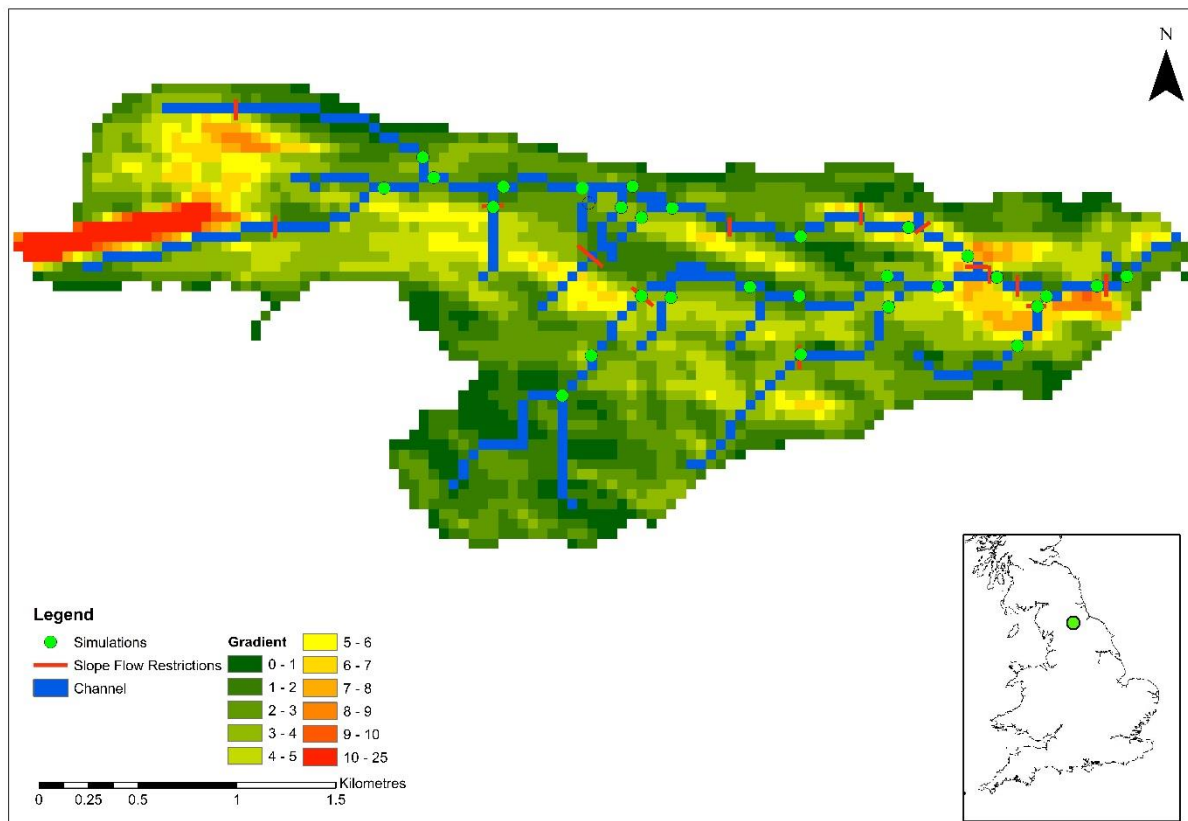 N
Legend
Simulations
Slope Flow Restrictions
Channel
Gradient
0 - 1
1 - 2
2 - 3
3 - 4
4 - 5
5 - 6
6 - 7
7 - 8
8 - 9
9 - 10
10 - 25
Kilometres
0 0.25 0.5 1 1.5